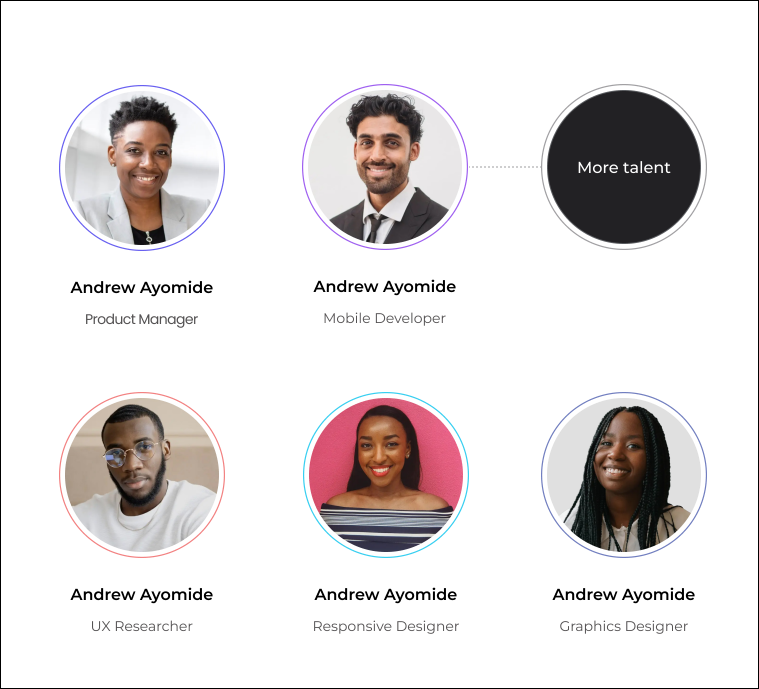 More talent
Andrew Ayomide
Andrew Ayomide
Product Manager
Mobile Developer
Andrew Ayomide
Andrew Ayomide
Andrew Ayomide
UX Researcher
Responsive Designer
Graphics Designer